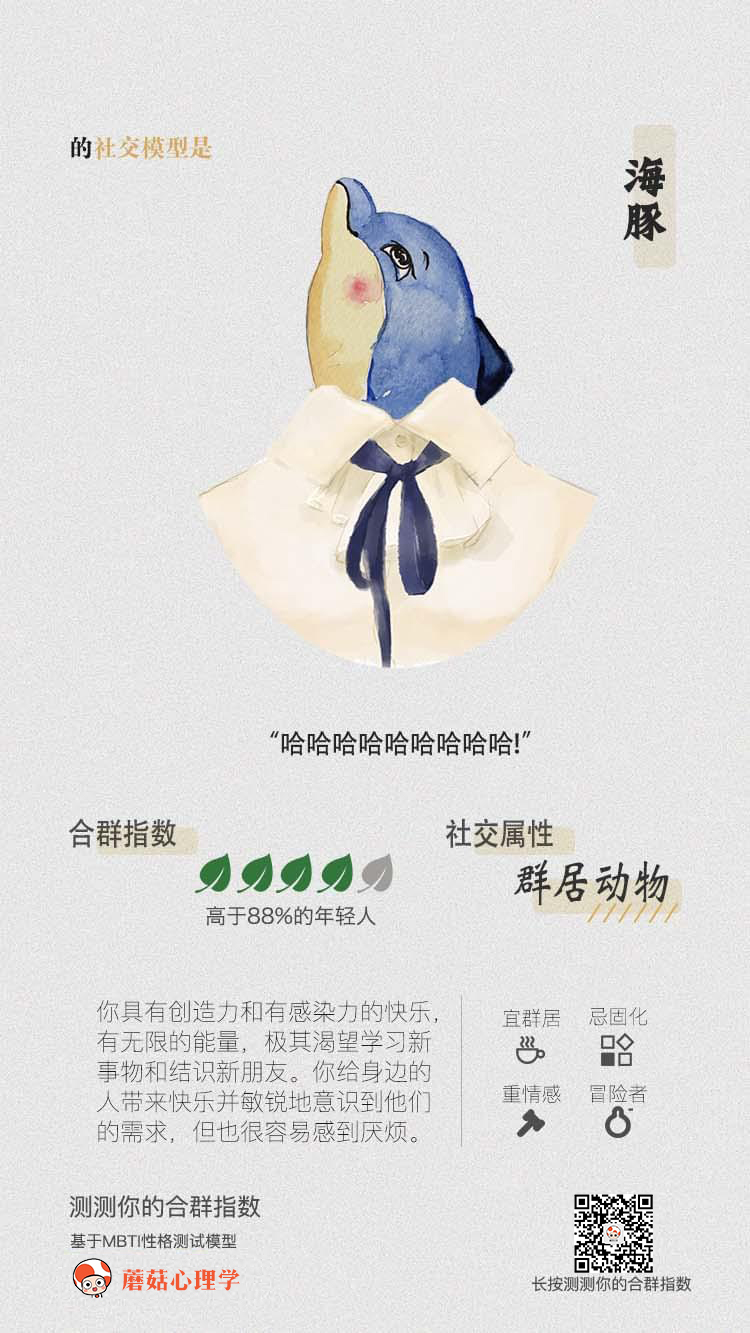 的社交模型是
海豚
“哈哈哈哈哈哈哈哈哈!”
合群指数
高于88%的年轻人
社交属性
群居动物
你具有创造力和有感染力的快乐，
有无限的能量，极其渴望学习新
事物和结识新朋友。你给身边的
人带来快乐并敏锐地意识到他们
的需求，但也很容易感到厌烦。
宜群居
忌固化
重情感
冒险者
测测你的合群指数
基于MBTI性格测试模型
蘑菇心理学
长按测测你的合群指数